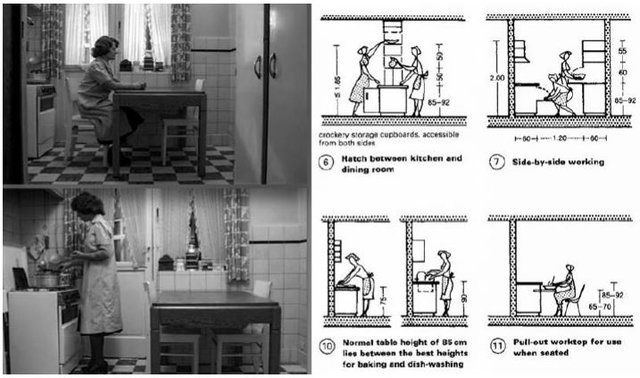 ≤ 1.85
50
50
85-92
2.00
55
60
85-92
60
1.20
60
crockery storage cupboards, accessible
from both sides
6 Hatch between kitchen and
dining room
7 Side-by-side working
75
90
85-92
65-70
10 Normal table height of 85 cm
lies between the best heights
for baking and dish-washing
11 Pull-out worktop for use
when seated